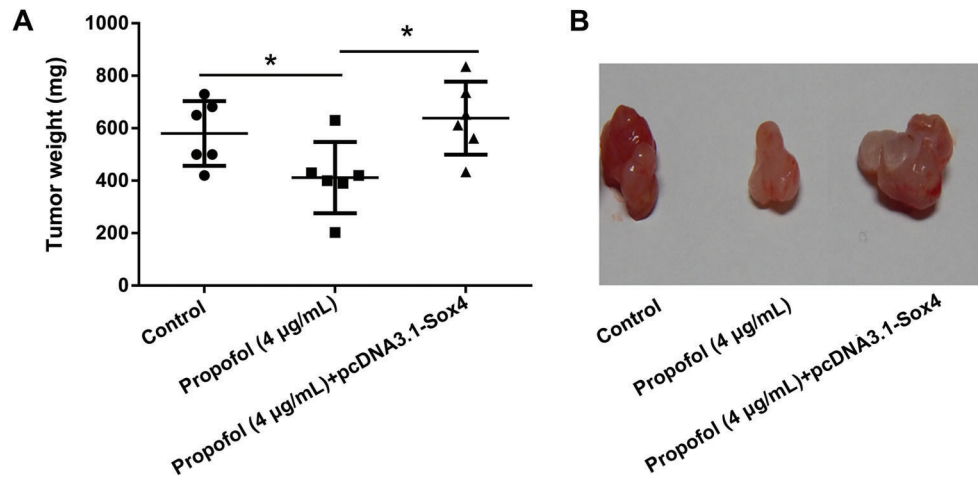 A
Tumor weight (mg)
1000
800
600
400
200
0
*
*
Control
Propofol (4 µg/mL)
Propofol (4 µg/mL)+pcDNA3.1-Sox4
B
Control
Propofol (4 µg/mL)
Propofol (4 µg/mL)+pcDNA3.1-Sox4